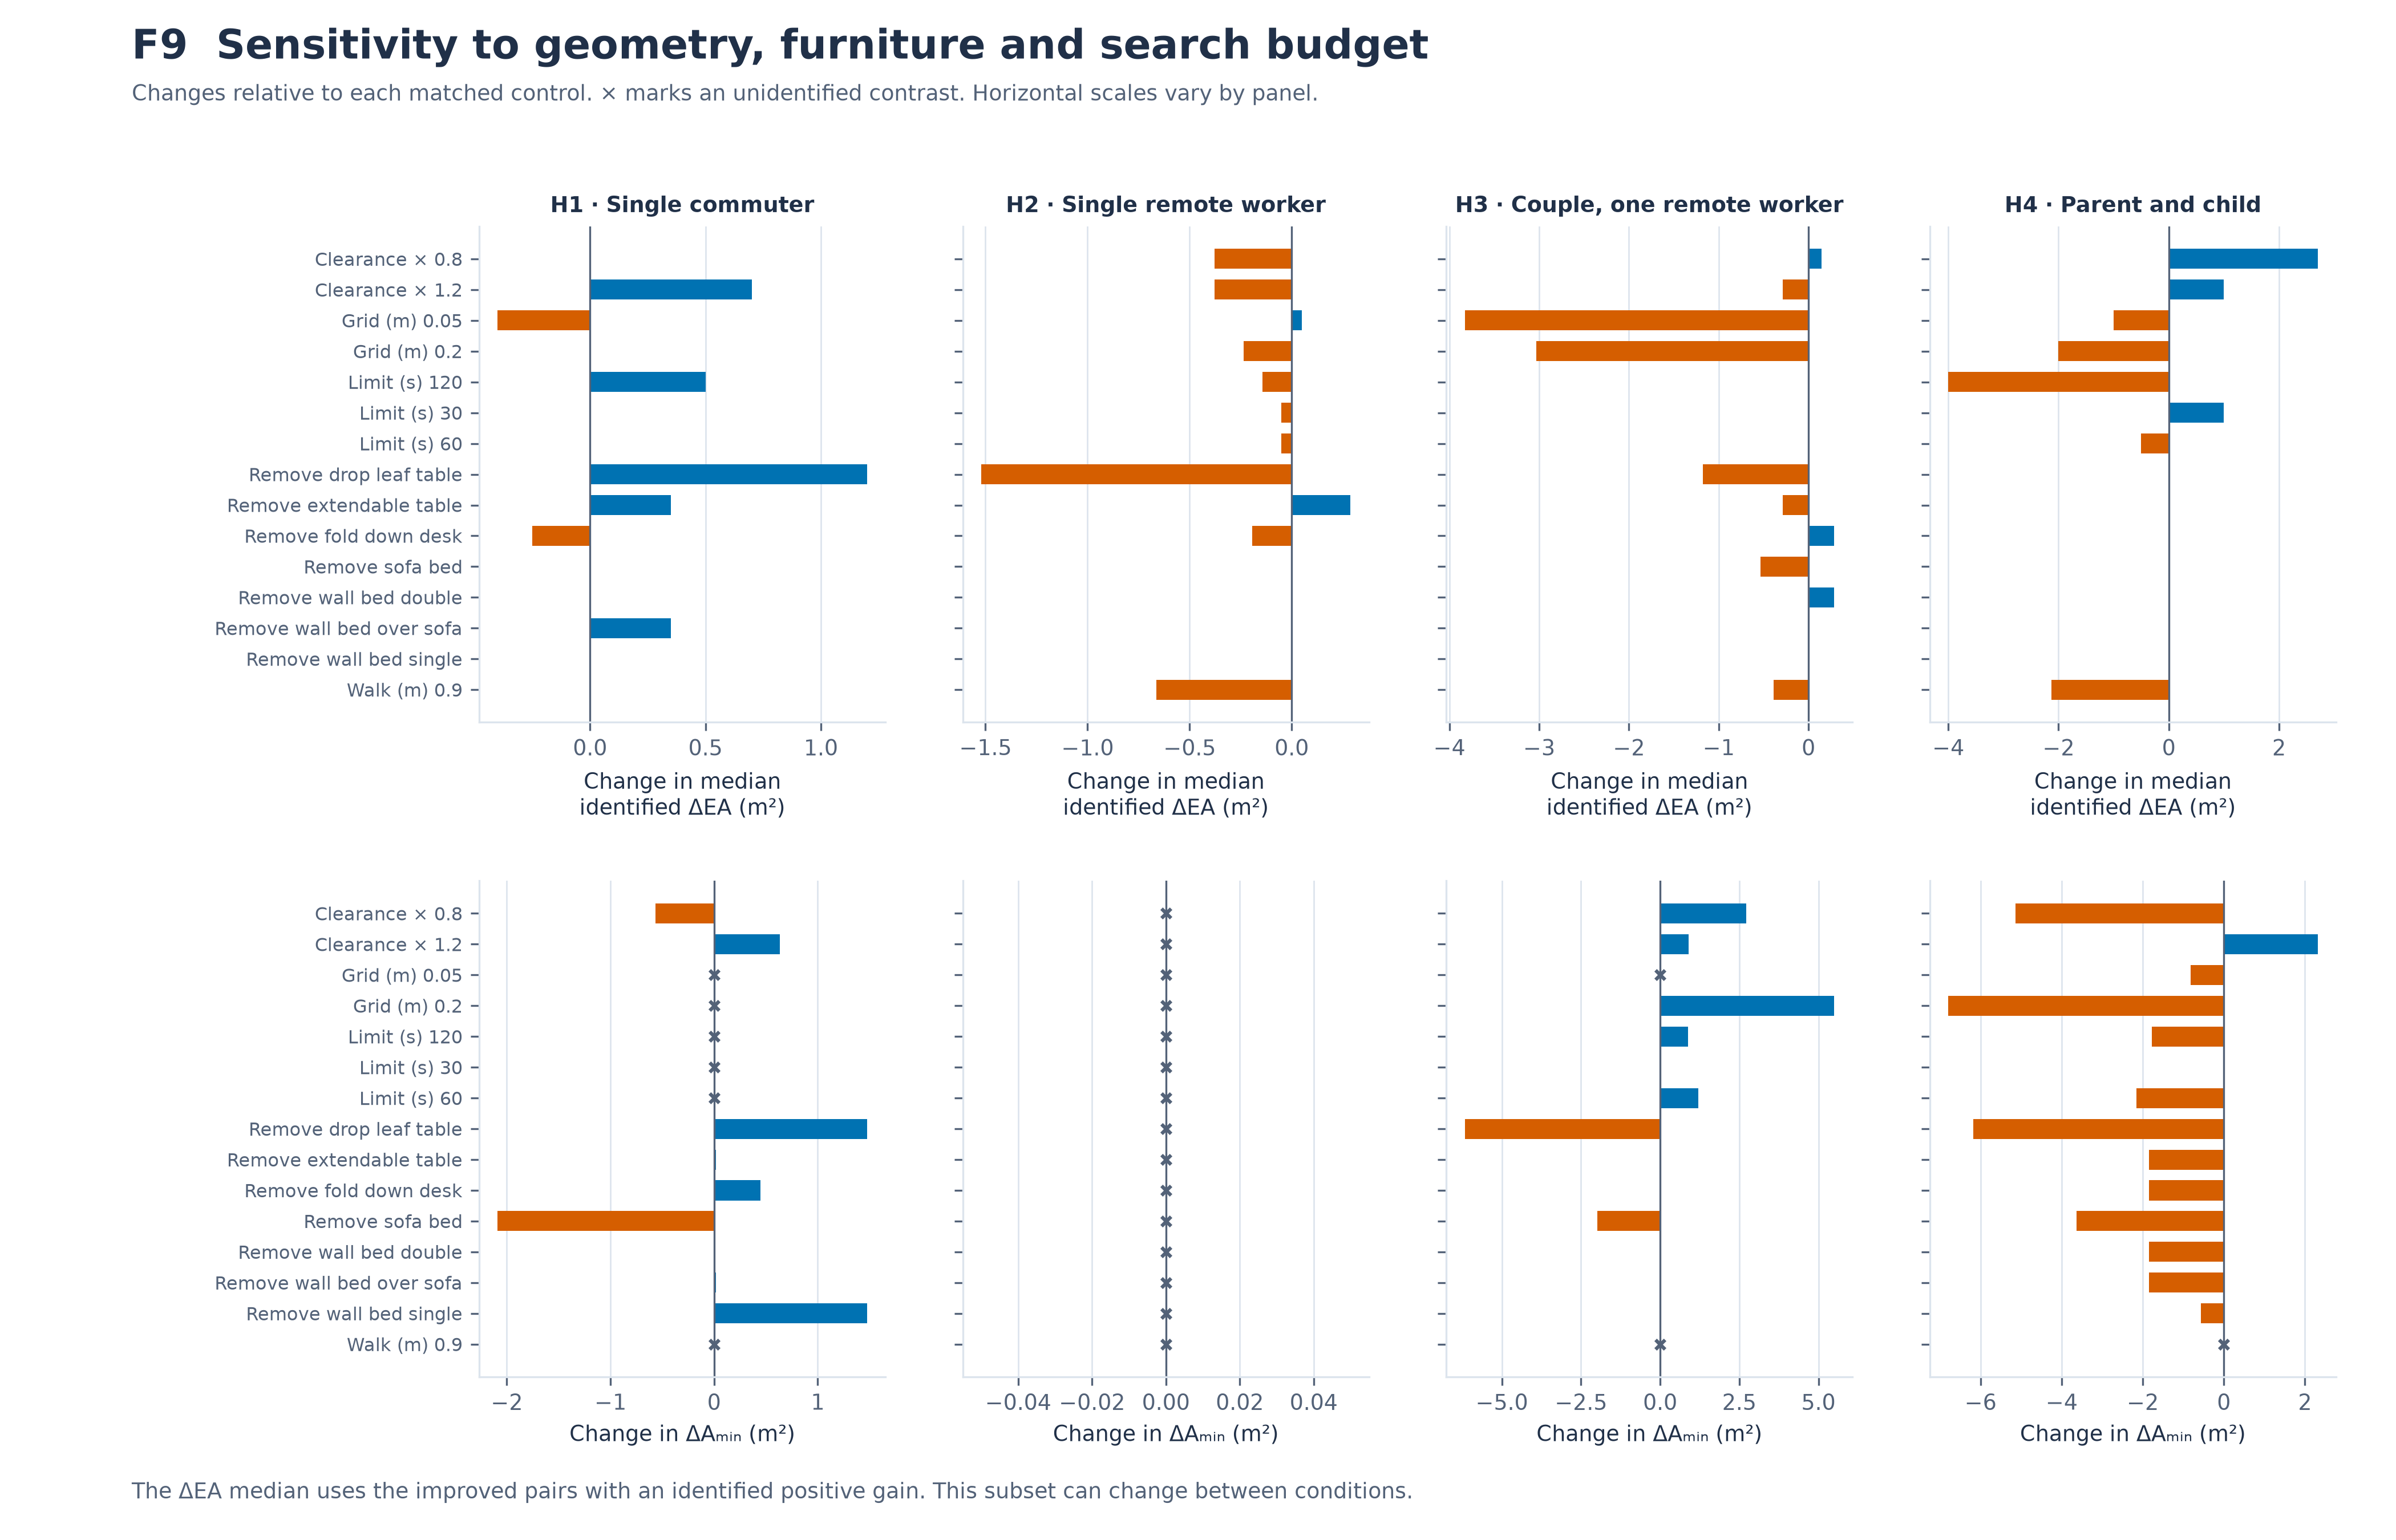 F9  Sensitivity to geometry, furniture and search budget
Changes relative to each matched control. × marks an unidentified contrast. Horizontal scales vary by panel.
H1 · Single commuter
H2 · Single remote worker
H3 · Couple, one remote worker
H4 · Parent and child
Clearance × 0.8
Clearance × 1.2
Grid (m) 0.05
Grid (m) 0.2
Limit (s) 120
Limit (s) 30
Limit (s) 60
Remove drop leaf table
Remove extendable table
Remove fold down desk
Remove sofa bed
Remove wall bed double
Remove wall bed over sofa
Remove wall bed single
Walk (m) 0.9
0.0 0.5 1.0
−1.5 −1.0 −0.5 0.0
−4 −3 −2 −1 0
−4 −2 0 2
Change in median
identified ΔEA (m²)
Change in median
identified ΔEA (m²)
Change in median
identified ΔEA (m²)
Change in median
identified ΔEA (m²)
Clearance × 0.8
Clearance × 1.2
Grid (m) 0.05
Grid (m) 0.2
Limit (s) 120
Limit (s) 30
Limit (s) 60
Remove drop leaf table
Remove extendable table
Remove fold down desk
Remove sofa bed
Remove wall bed double
Remove wall bed over sofa
Remove wall bed single
Walk (m) 0.9
−2 −1 0 1
−0.04 −0.02 0.00 0.02 0.04
−5.0 −2.5 0.0 2.5 5.0
−6 −4 −2 0 2
Change in ΔAₘᵢₙ (m²)
Change in ΔAₘᵢₙ (m²)
Change in ΔAₘᵢₙ (m²)
Change in ΔAₘᵢₙ (m²)
The ΔEA median uses the improved pairs with an identified positive gain. This subset can change between conditions.